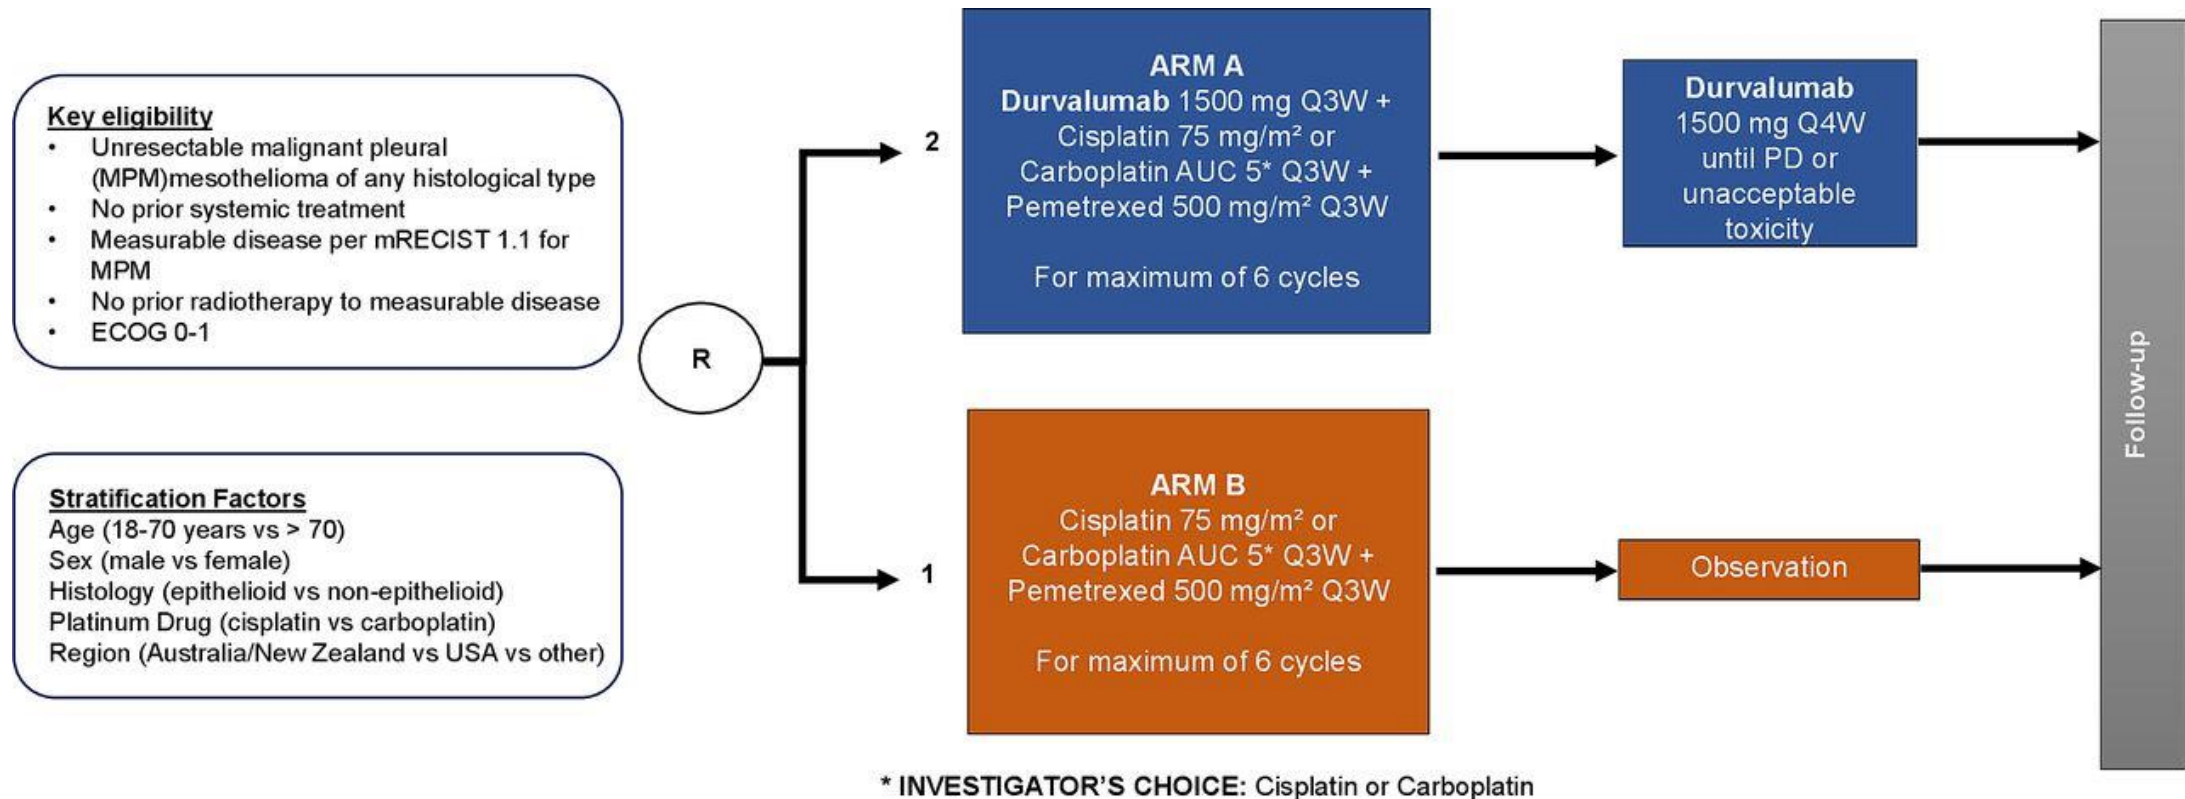 Key eligibility
• Unresectable malignant pleural
(MPM)mesothelioma of any histological type
• No prior systemic treatment
• Measurable disease per mRECIST 1.1 for
MPM
• No prior radiotherapy to measurable disease
• ECOG 0-1
Stratification Factors
Age (18-70 years vs > 70)
Sex (male vs female)
Histology (epithelioid vs non-epithelioid)
Platinum Drug (cisplatin vs carboplatin)
Region (Australia/New Zealand vs USA vs other)
R
2
ARM A
Durvalumab 1500 mg Q3W +
Cisplatin 75 mg/m² or
Carboplatin AUC 5* Q3W +
Pemetrexed 500 mg/m² Q3W
For maximum of 6 cycles
Durvalumab
1500 mg Q4W
until PD or
unacceptable
toxicity
1
ARM B
Cisplatin 75 mg/m² or
Carboplatin AUC 5* Q3W +
Pemetrexed 500 mg/m² Q3W
For maximum of 6 cycles
Observation
Follow-up
* INVESTIGATOR'S CHOICE: Cisplatin or Carboplatin